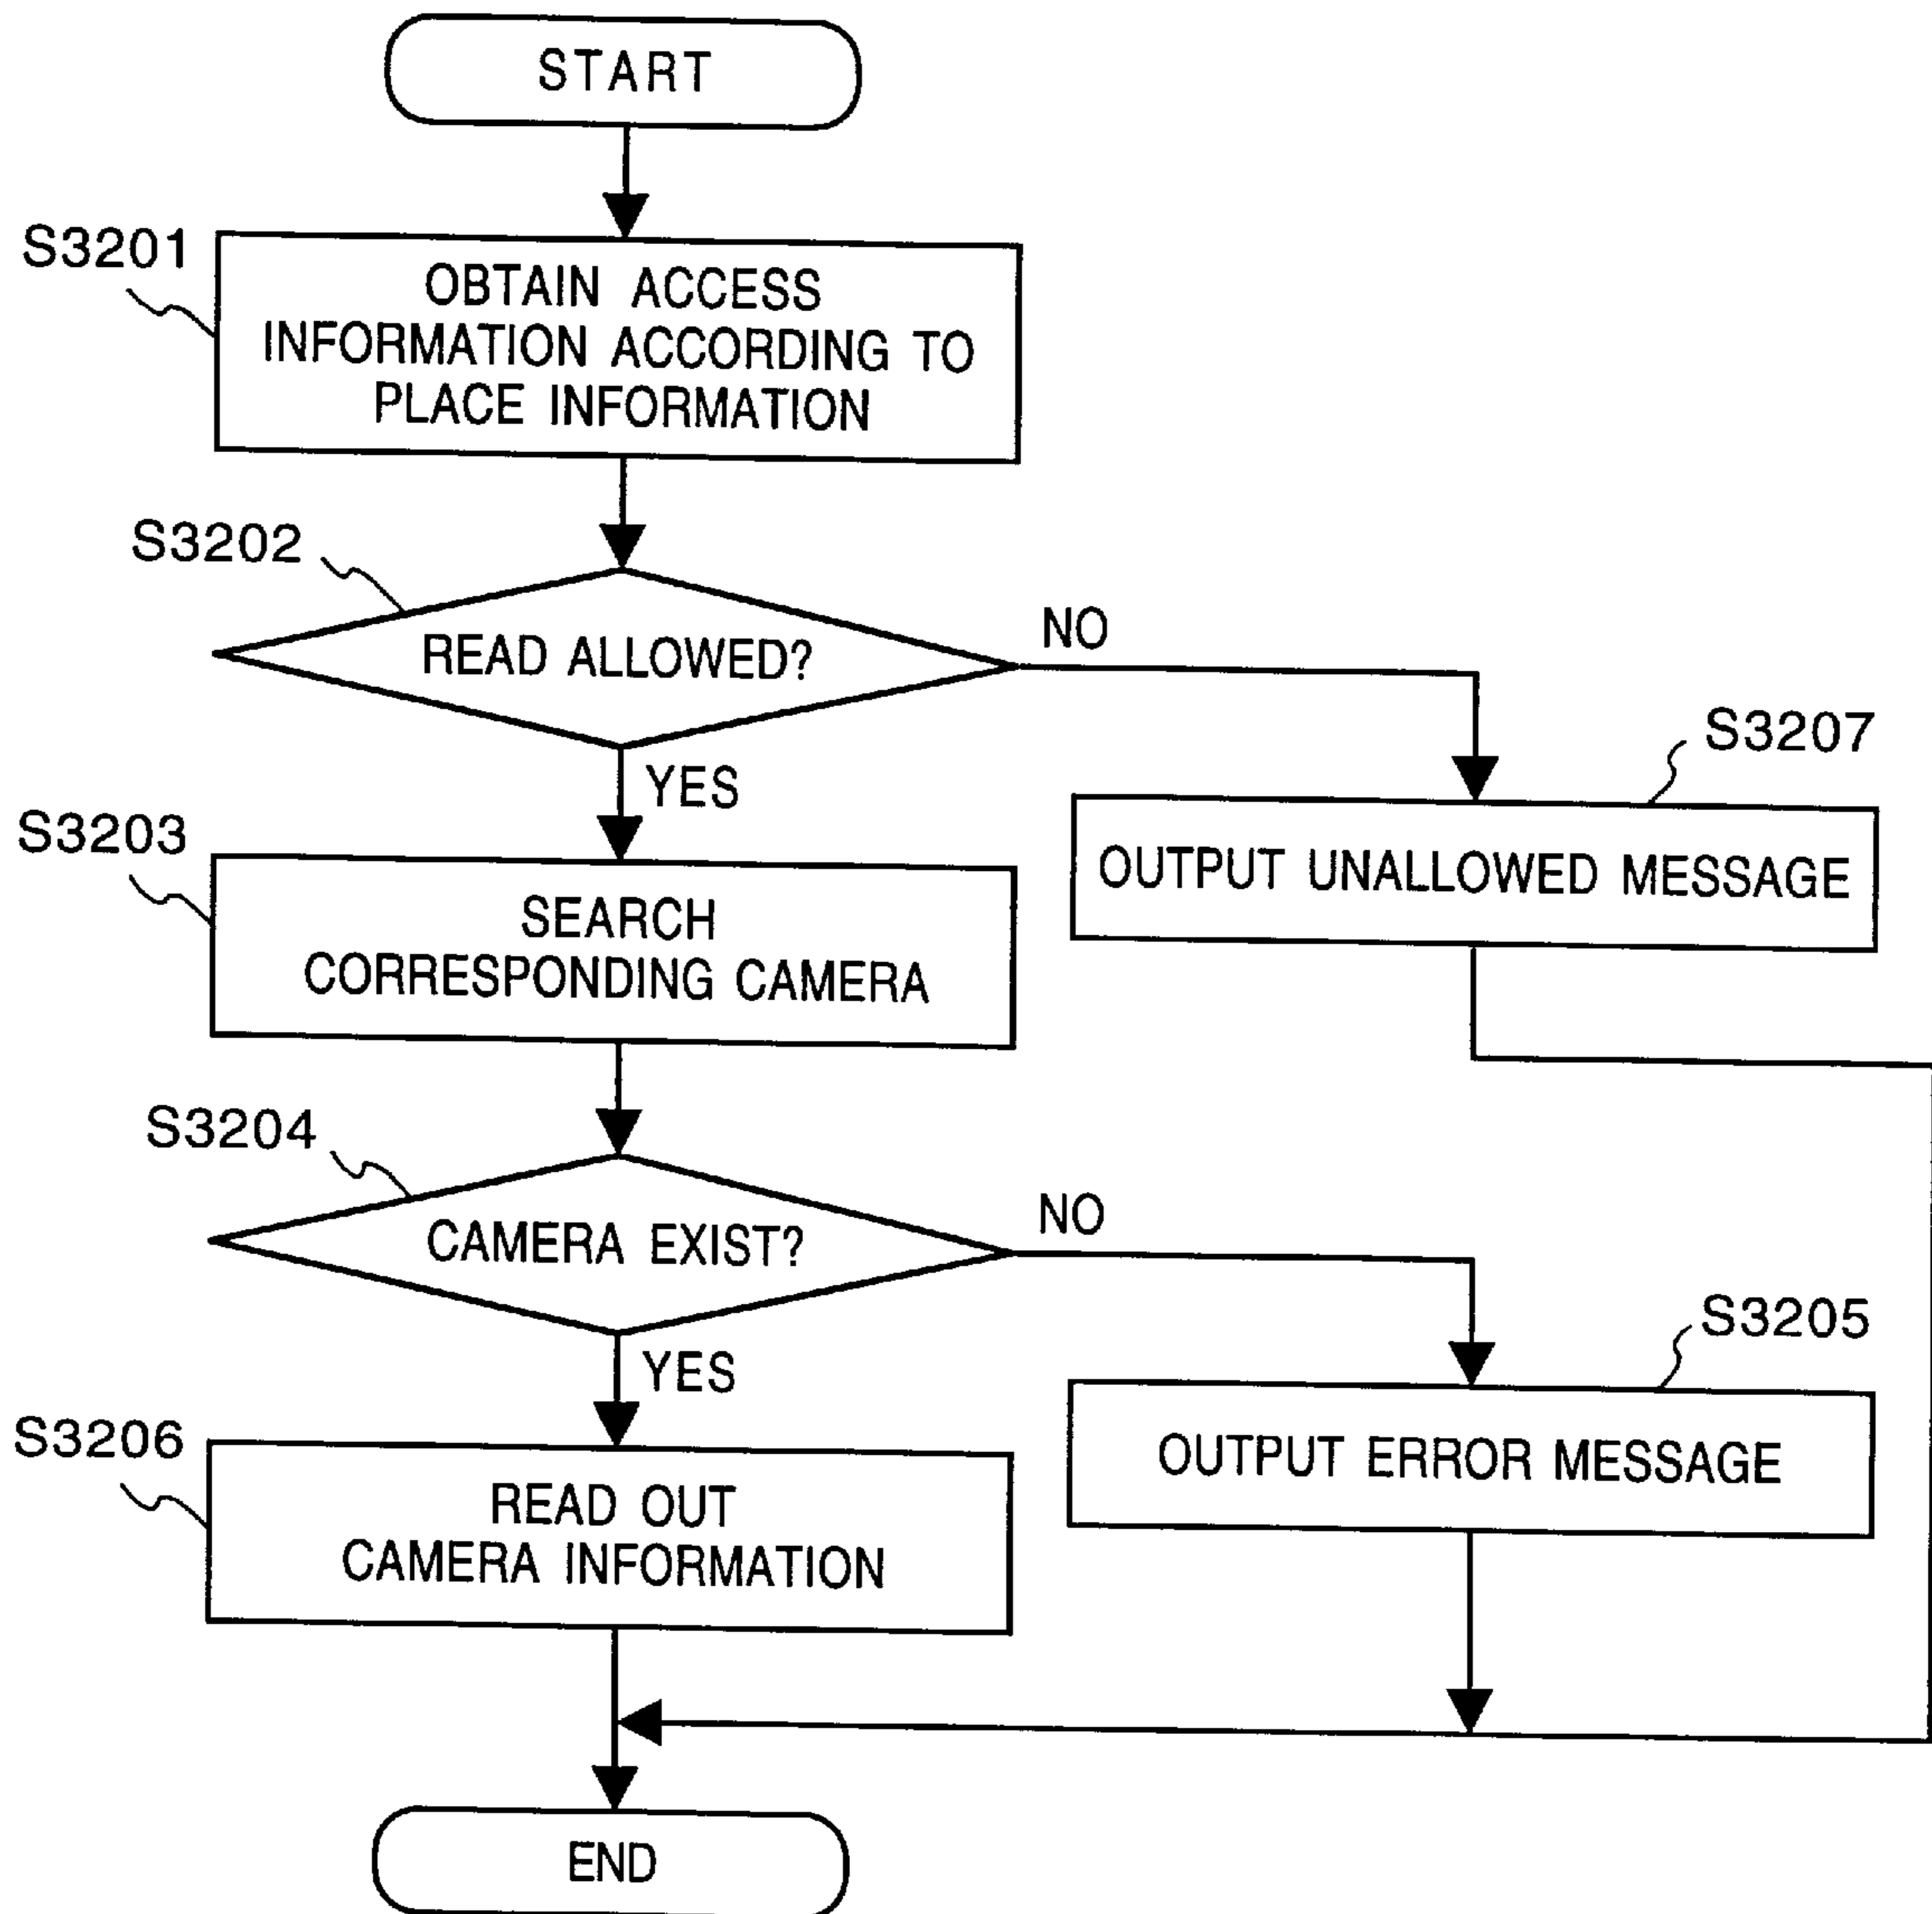 START
S3201
OBTAIN ACCESS
INFORMATION ACCORDING TO
PLACE INFORMATION
S3202
READ ALLOWED?
NO
YES
S3207
OUTPUT UNALLOWED MESSAGE
S3203
SEARCH
CORRESPONDING CAMERA
S3204
CAMERA EXIST?
NO
YES
S3205
OUTPUT ERROR MESSAGE
S3206
READ OUT
CAMERA INFORMATION
END